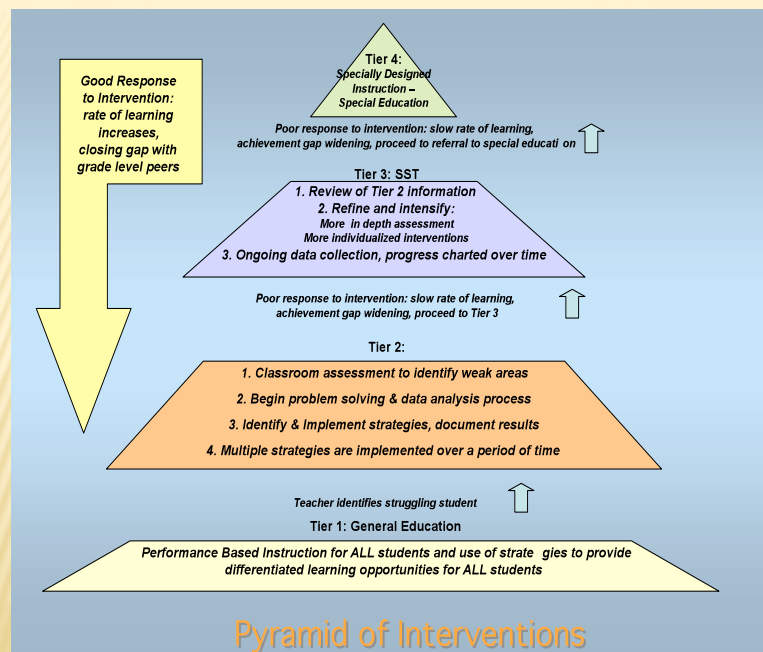 Good Response
to Intervention:
rate of learning
increases,
closing gap with
grade level peers
Tier 4:
Specially Designed
Instruction –
Special Education
Poor response to intervention: slow rate of learning,
achievement gap widening, proceed to referral to special educati on
Tier 3: SST
1. Review of Tier 2 information
2. Refine and intensify:
More in depth assessment
More individualized interventions
3. Ongoing data collection, progress charted over time
Poor response to intervention: slow rate of learning,
achievement gap widening, proceed to Tier 3
Tier 2:
1. Classroom assessment to identify weak areas
2. Begin problem solving & data analysis process
3. Identify & Implement strategies, document results
4. Multiple strategies are implemented over a period of time
Teacher identifies struggling student
Tier 1: General Education
Performance Based Instruction for ALL students and use of strate gies to provide
differentiated learning opportunities for ALL students
Pyramid of Interventions